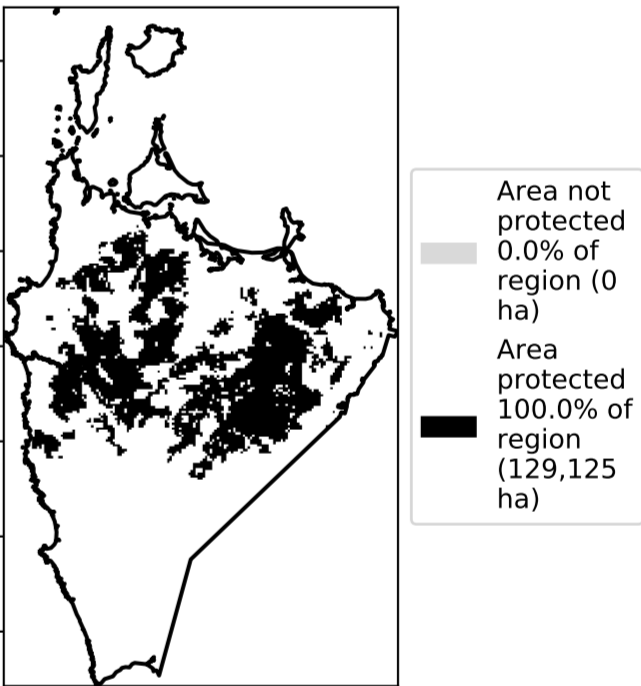 Area not
protected
0.0% of
region (0
ha)
Area
protected
100.0% of
region
(129,125
ha)